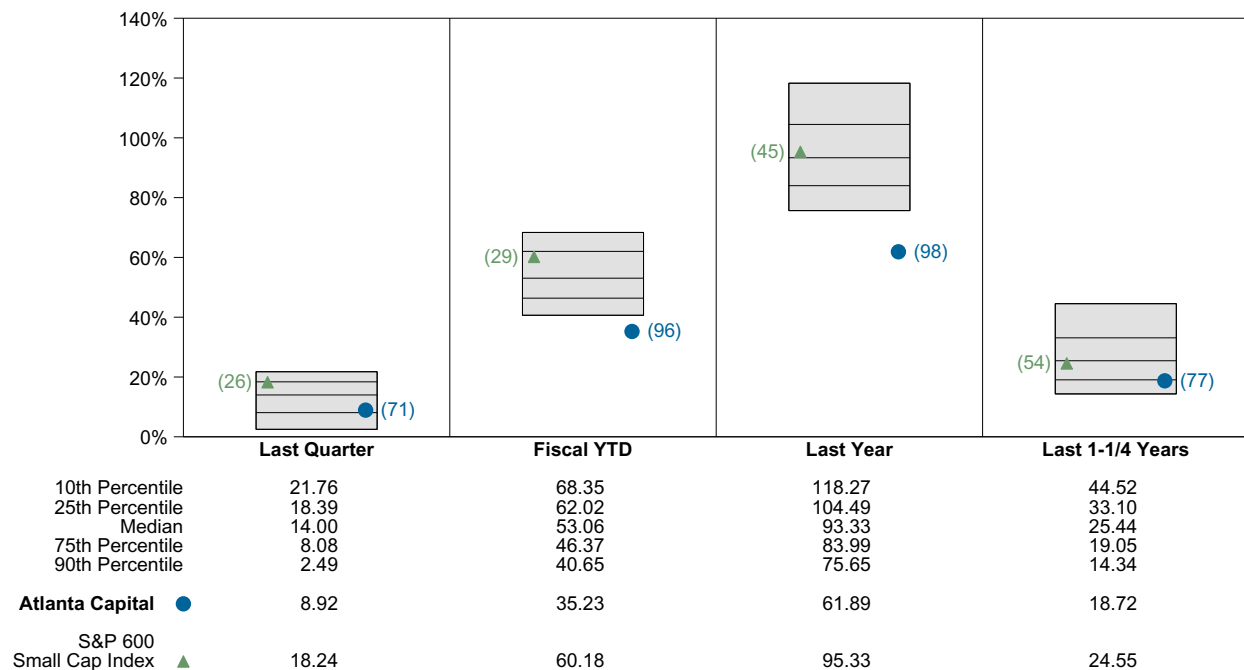 140%
120%
100%
80%
60%
40%
20%
0%
(26)
(71)
(29)
(96)
(45)
(98)
(54)
(77)
Last Quarter Fiscal YTD Last Year Last 1-1/4 Years
10th Percentile 21.76 68.35 118.27 44.52
25th Percentile 18.39 62.02 104.49 33.10
Median 14.00 53.06 93.33 25.44
75th Percentile 8.08 46.37 83.99 19.05
90th Percentile 2.49 40.65 75.65 14.34
Atlanta Capital 8.92 35.23 61.89 18.72
S&P 600
Small Cap Index 18.24 60.18 95.33 24.55